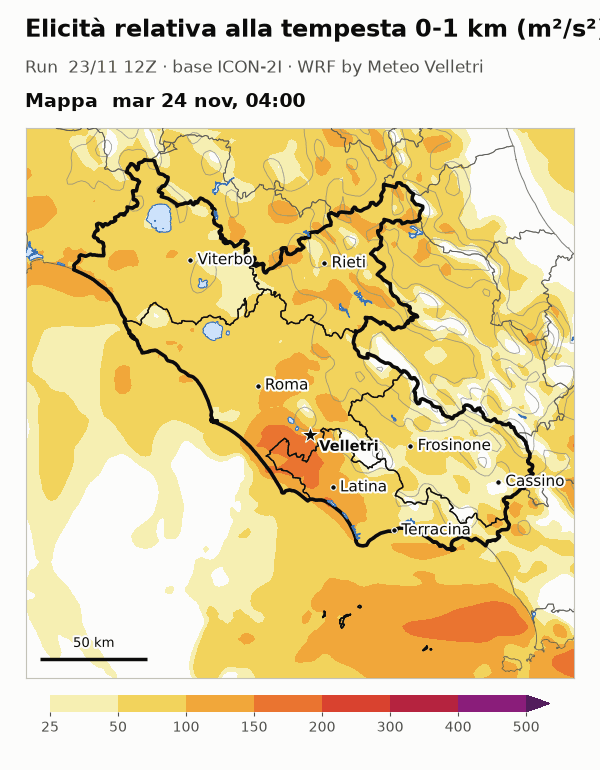 Elicità relativa alla tempesta 0-1 km (m²/s²)
Run  23/11 12Z · base ICON-2I · WRF by Meteo Velletri
Mappa  mar 24 nov, 04:00
Viterbo
Rieti
Roma
Velletri
Frosinone
Latina
Cassino
Terracina
50 km
25 50 100 150 200 300 400 500